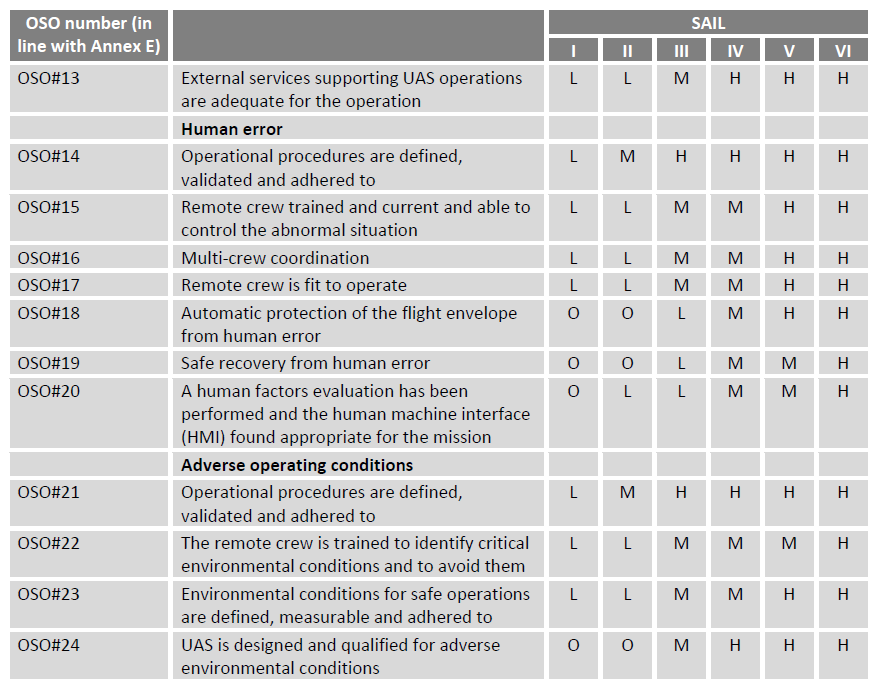 OSO number (in
line with Annex E)
SAIL
I II III IV V VI
OSO#13 External services supporting UAS operations L L M H H H
are adequate for the operation
Human error
OSO#14 Operational procedures are defined, L M H H H H
validated and adhered to
OSO#15 Remote crew trained and current and able to L L M M H H
control the abnormal situation
OSO#16 Multi-crew coordination L L M M H H
OSO#17 Remote crew is fit to operate L L M M H H
OSO#18 Automatic protection of the flight envelope O O L M H H
from human error
OSO#19 Safe recovery from human error O O L M M H
OSO#20 A human factors evaluation has been O L L M M H
performed and the human machine interface
(HMI) found appropriate for the mission
Adverse operating conditions
OSO#21 Operational procedures are defined, L M H H H H
validated and adhered to
OSO#22 The remote crew is trained to identify critical L L M M M H
environmental conditions and to avoid them
OSO#23 Environmental conditions for safe operations L L M M H H
are defined, measurable and adhered to
OSO#24 UAS is designed and qualified for adverse O O M H H H
environmental conditions